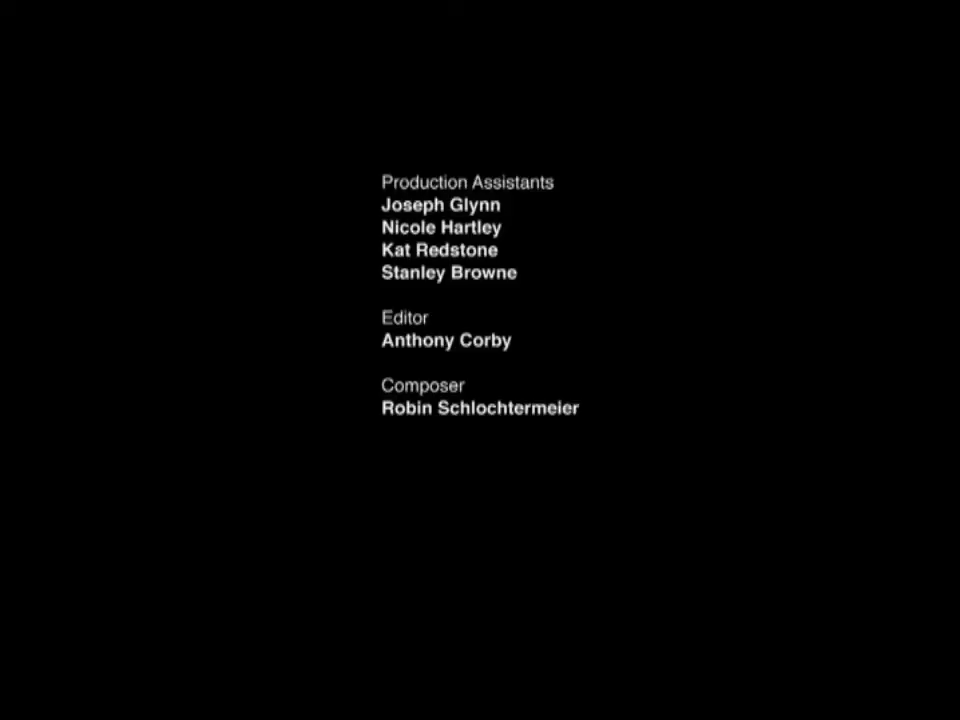 Production Assistants
Joseph Glynn
Nicole Hartley
Kat Redstone
Stanley Browne
Editor
Anthony Corby
Composer
Robin Schlochtermeier